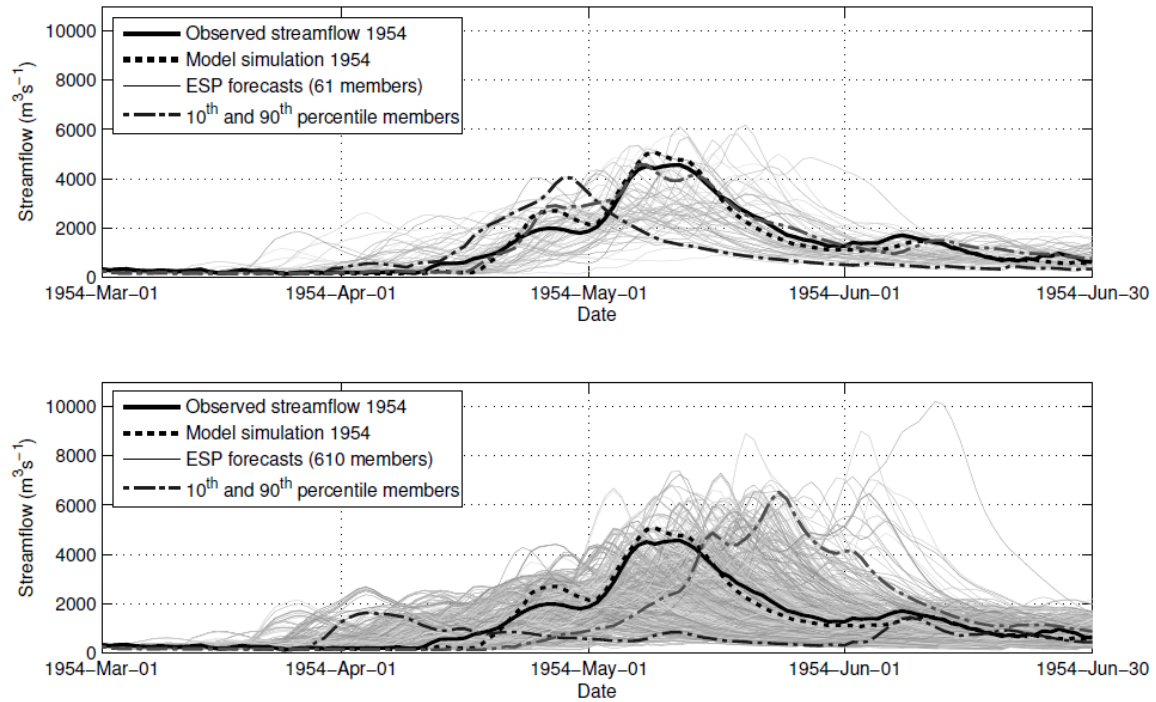 Observed streamflow 1954
Model simulation 1954
ESP forecasts (61 members)
10th and 90th percentile members
Streamflow (m³s⁻¹)
10000
8000
6000
4000
2000
0
1954−Mar−01 1954−Apr−01 1954−May−01 1954−Jun−01 1954−Jun−30
Date
Observed streamflow 1954
Model simulation 1954
ESP forecasts (610 members)
10th and 90th percentile members
Streamflow (m³s⁻¹)
10000
8000
6000
4000
2000
0
1954−Mar−01 1954−Apr−01 1954−May−01 1954−Jun−01 1954−Jun−30
Date